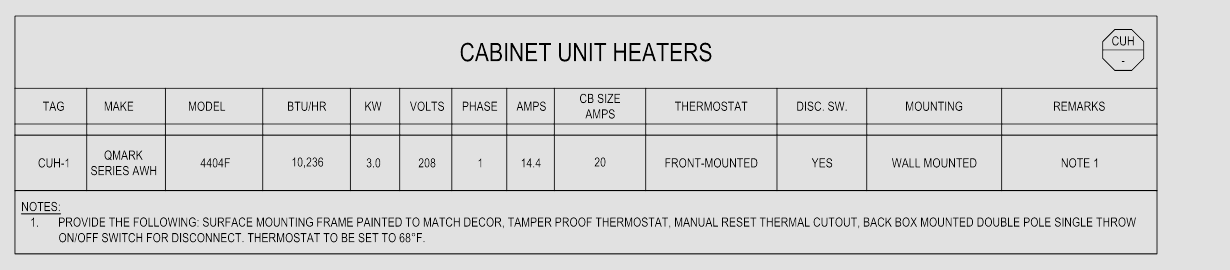 CABINET UNIT HEATERS
CUH
-
TAG MAKE MODEL BTU/HR KW VOLTS PHASE AMPS CB SIZE AMPS THERMOSTAT DISC. SW. MOUNTING REMARKS
CUH-1 QMARK SERIES AWH 4404F 10,236 3.0 208 1 14.4 20 FRONT-MOUNTED YES WALL MOUNTED NOTE 1
NOTES:
1. PROVIDE THE FOLLOWING: SURFACE MOUNTING FRAME PAINTED TO MATCH DECOR, TAMPER PROOF THERMOSTAT, MANUAL RESET THERMAL CUTOUT, BACK BOX MOUNTED DOUBLE POLE SINGLE THROW
ON/OFF SWITCH FOR DISCONNECT. THERMOSTAT TO BE SET TO 68°F.